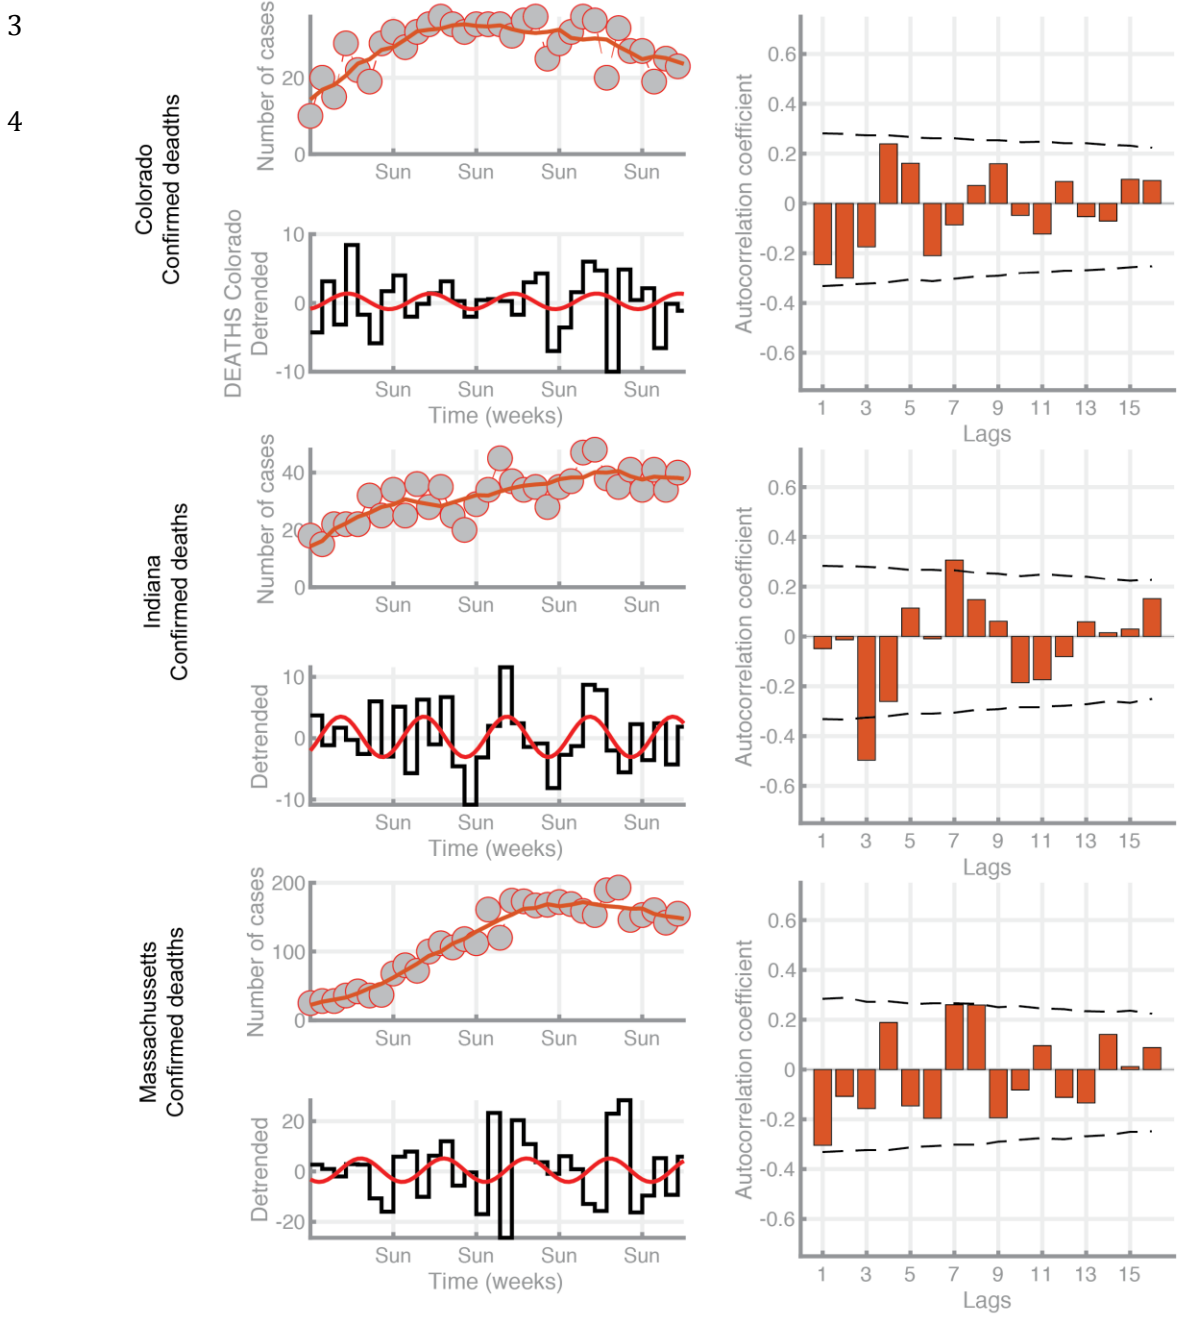 3
4
Colorado
Confirmed deadths
Number of cases
20
0
Sun Sun Sun Sun
DEATHS Colorado
Detrended
10
0
-10
Sun Sun Sun Sun
Time (weeks)
Autocorrelation coefficient
0.6
0.4
0.2
0
-0.2
-0.4
-0.6
1 3 5 7 9 11 13 15
Lags
Indiana
Confirmed deaths
Number of cases
40
20
0
Sun Sun Sun Sun
Detrended
10
0
-10
Sun Sun Sun Sun
Time (weeks)
Autocorrelation coefficient
0.6
0.4
0.2
0
-0.2
-0.4
-0.6
1 3 5 7 9 11 13 15
Lags
Massachussetts
Confirmed deadths
Number of cases
200
100
0
Sun Sun Sun Sun
Detrended
20
0
-20
Sun Sun Sun Sun
Time (weeks)
Autocorrelation coefficient
0.6
0.4
0.2
0
-0.2
-0.4
-0.6
1 3 5 7 9 11 13 15
Lags